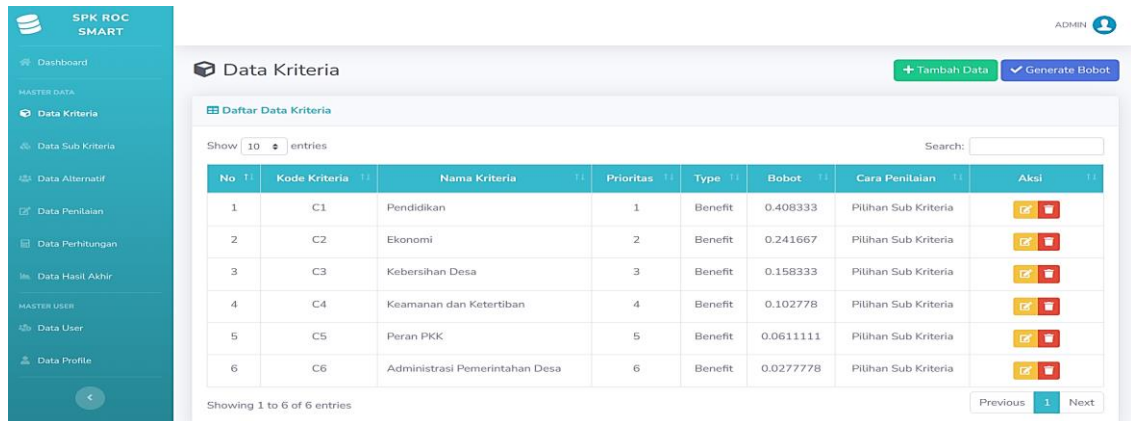 SPK ROC
SMART
Dashboard
MASTER DATA
Data Kriteria
Data Sub Kriteria
Data Alternatif
Data Penilaian
Data Perhitungan
Data Hasil Akhir
MASTER USER
Data User
Data Profile
ADMIN
Data Kriteria
+ Tambah Data
Generate Bobot
Daftar Data Kriteria
Show 10 entries
Search:
No Kode Kriteria Nama Kriteria Prioritas Type Bobot Cara Penilaian Aksi
1 C1 Pendidikan 1 Benefit 0.408333 Pilihan Sub Kriteria
2 C2 Ekonomi 2 Benefit 0.241667 Pilihan Sub Kriteria
3 C3 Kebersihan Desa 3 Benefit 0.158333 Pilihan Sub Kriteria
4 C4 Keamanan dan Ketertiban 4 Benefit 0.102778 Pilihan Sub Kriteria
5 C5 Peran PKK 5 Benefit 0.0611111 Pilihan Sub Kriteria
6 C6 Administrasi Pemerintahan Desa 6 Benefit 0.0277778 Pilihan Sub Kriteria
Showing 1 to 6 of 6 entries
Previous 1 Next